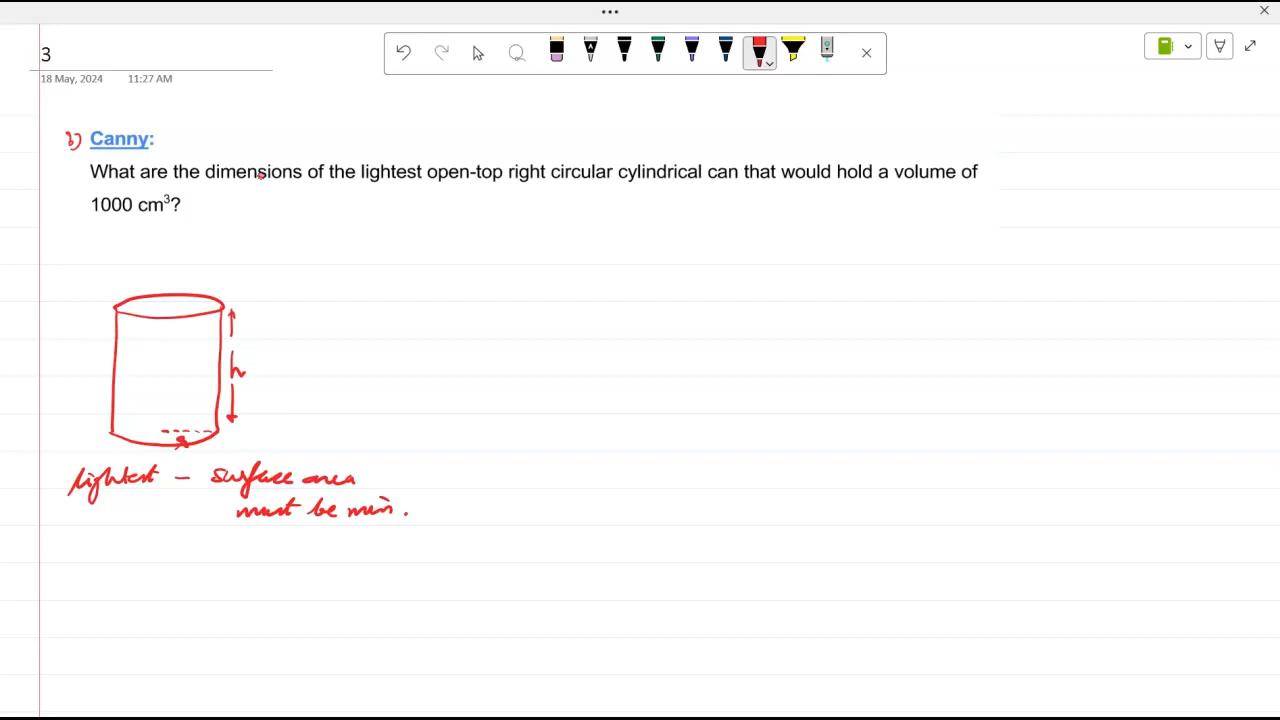 3
18 May, 2024 11:27 AM
b) Canny:
What are the dimensions of the lightest open-top right circular cylindrical can that would hold a volume of
1000 cm³?
h
r
lightest – surface area
must be min.